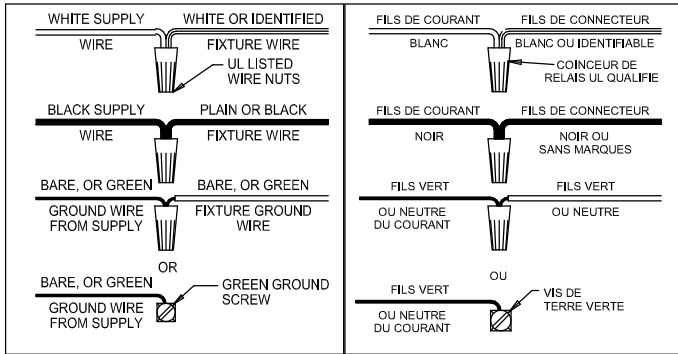 WHITE SUPPLY WHITE OR IDENTIFIED
WIRE FIXTURE WIRE
UL LISTED
WIRE NUTS
BLACK SUPPLY PLAIN OR BLACK
WIRE FIXTURE WIRE
BARE, OR GREEN BARE, OR GREEN
GROUND WIRE FIXTURE GROUND
FROM SUPPLY WIRE
OR
BARE, OR GREEN GREEN GROUND
SCREW
GROUND WIRE
FROM SUPPLY
FILS DE COURANT FILS DE CONNECTEUR
BLANC BLANC OU IDENTIFIABLE
COINCEUR DE
RELAIS UL QUALIFIE
FILS DE COURANT FILS DE CONNECTEUR
NOIR NOIR OU
SANS MARQUES
FILS VERT FILS VERT
OU NEUTRE OU NEUTRE
DU COURANT
OU
FILS VERT VIS DE
TERRE VERTE
OU NEUTRE
DU COURANT